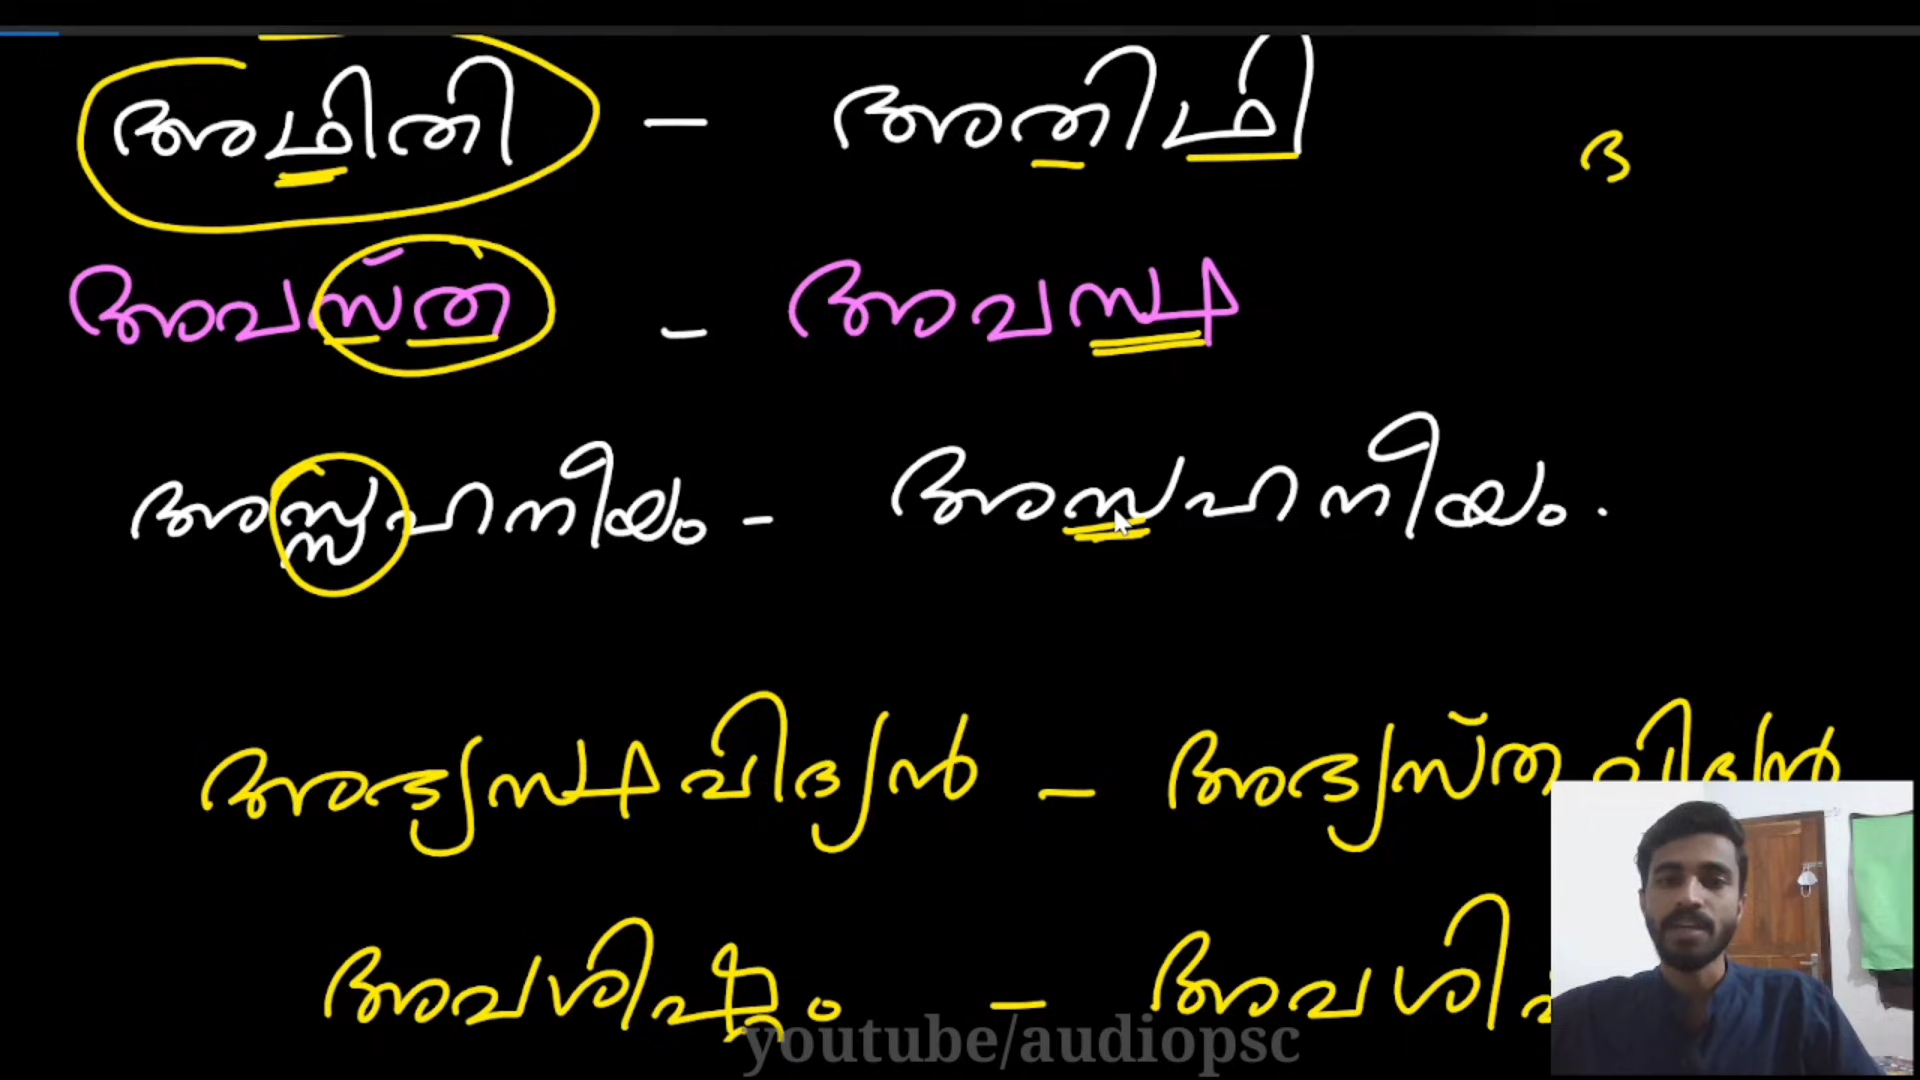 അഥിതി – അതിഥി
ദ
അവസ്ത – അവസ്ഥ
അസ്സഹനീയം – അസഹനീയം.
അഭ്യസ്ഥവിദ്യൻ – അഭ്യസ്തവിദ്യൻ
അവശിഷ്ഠം – അവശി
youtube/audiopsc